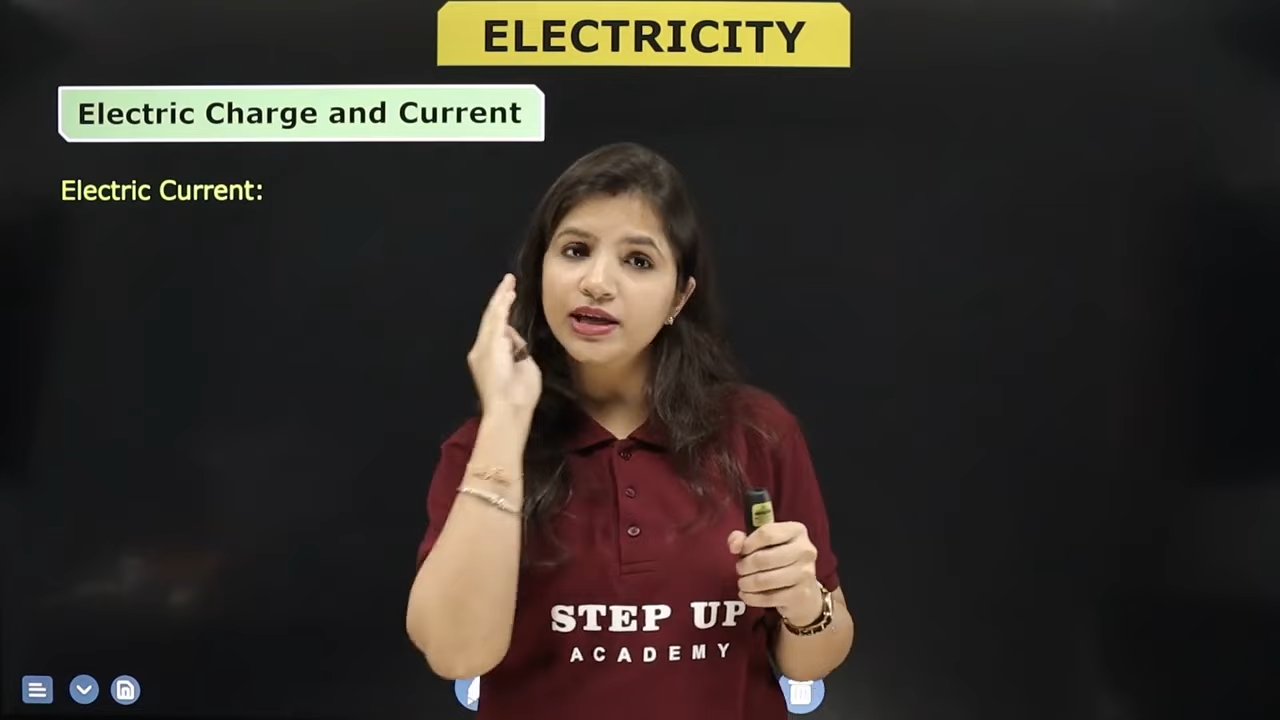 ELECTRICITY
Electric Charge and Current
Electric Current:
STEP UP
ACADEMY